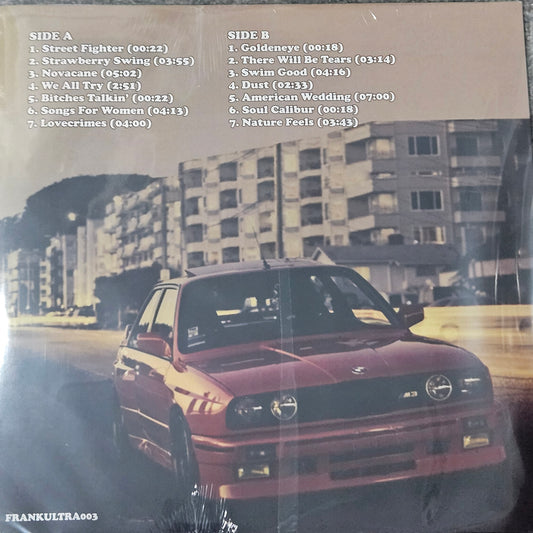 SIDE A
1. Street Fighter (00:22)
2. Strawberry Swing (03:55)
3. Novacane (05:02)
4. We All Try (2:51)
5. Bitches Talkin' (00:22)
6. Songs For Women (04:13)
7. Lovecrimes (04:00)
SIDE B
1. Goldeneye (00:18)
2. There Will Be Tears (03:14)
3. Swim Good (04:16)
4. Dust (02:33)
5. American Wedding (07:00)
6. Soul Calibur (00:18)
7. Nature Feels (03:43)
M3
FRANKULTRA003